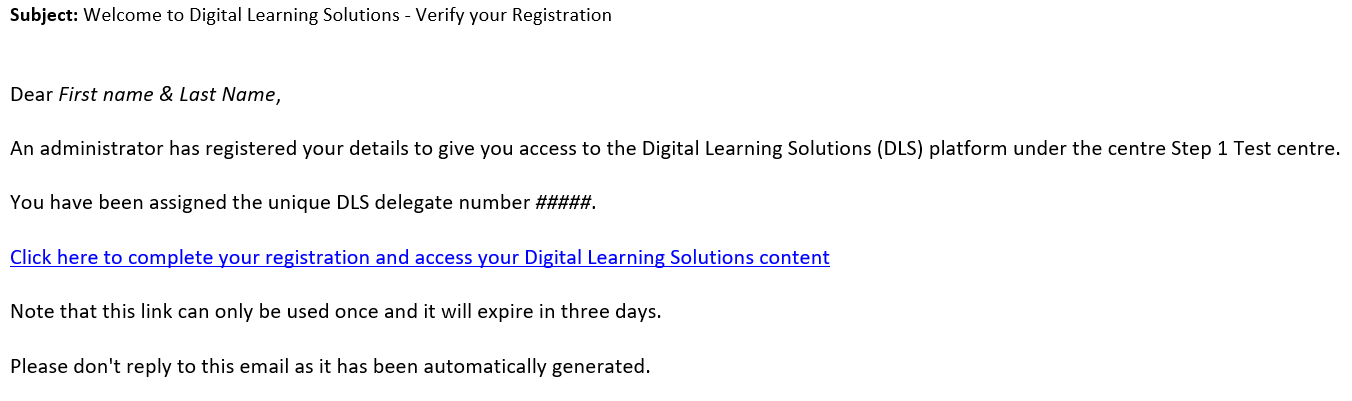 Subject: Welcome to Digital Learning Solutions - Verify your Registration
Dear First name & Last Name,
An administrator has registered your details to give you access to the Digital Learning Solutions (DLS) platform under the centre Step 1 Test centre.
You have been assigned the unique DLS delegate number #####.
Click here to complete your registration and access your Digital Learning Solutions content
Note that this link can only be used once and it will expire in three days.
Please don't reply to this email as it has been automatically generated.